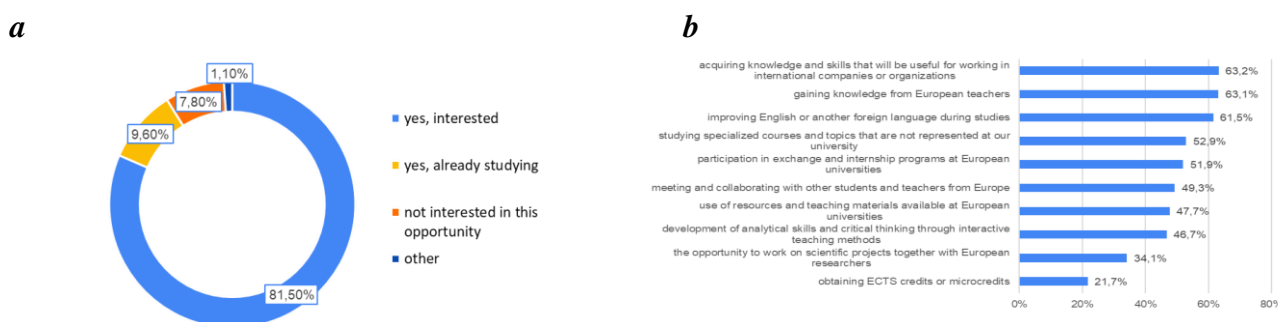 a
1,10%
7,80%
9,60%
81,50%
yes, interested
yes, already studying
not interested in this
opportunity
other
b
acquiring knowledge and skills that will be useful for working in
international companies or organizations
63,2%
gaining knowledge from European teachers
63,1%
improving English or another foreign language during studies
61,5%
studying specialized courses and topics that are not represented at our
university
52,9%
participation in exchange and internship programs at European
universities
51,9%
meeting and collaborating with other students and teachers from Europe
49,3%
use of resources and teaching materials available at European
universities
47,7%
development of analytical skills and critical thinking through interactive
teaching methods
46,7%
the opportunity to work on scientific projects together with European
researchers
34,1%
obtaining ECTS credits or microcredits
21,7%
0%
20%
40%
60%
80%